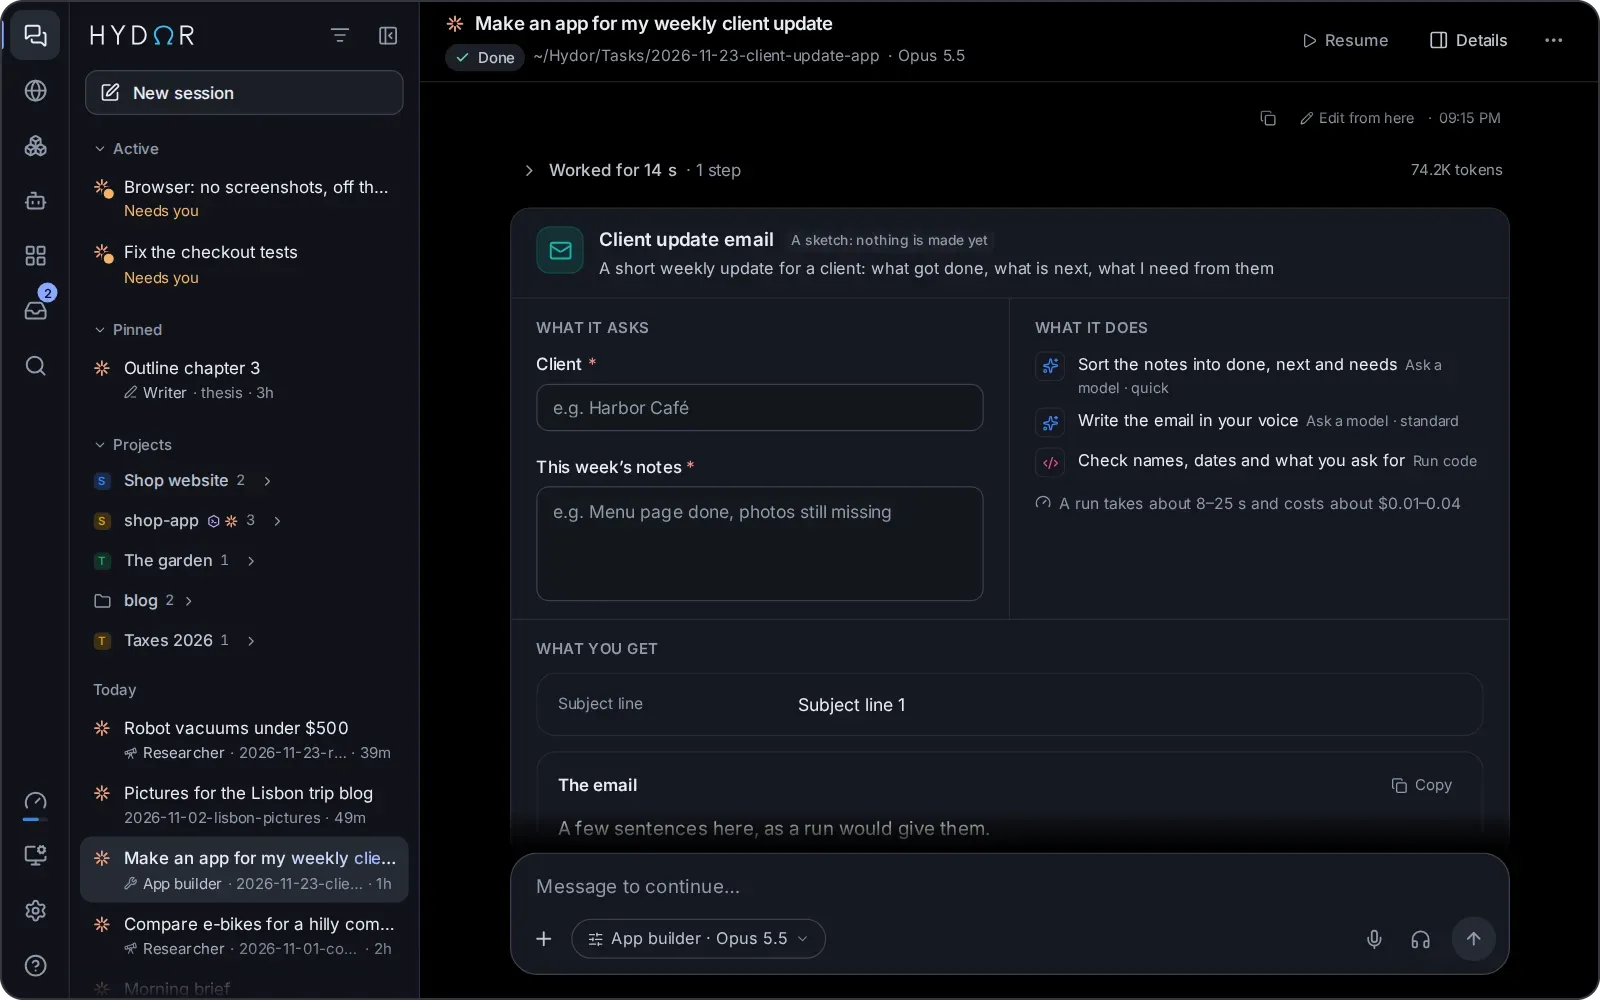 HYDΩR
New session
Active
Browser: no screenshots, off th...
Needs you
Fix the checkout tests
Needs you
2
Pinned
Outline chapter 3
Writer · thesis · 3h
Projects
S Shop website 2
S shop-app 3
T The garden 1
blog 2
T Taxes 2026 1
Today
Robot vacuums under $500
Researcher · 2026-11-23-r... · 39m
Pictures for the Lisbon trip blog
2026-11-02-lisbon-pictures · 49m
Make an app for my weekly clie...
App builder · 2026-11-23-clie... · 1h
Compare e-bikes for a hilly com...
Researcher · 2026-11-01-co... · 2h
Morning brief
Make an app for my weekly client update
Done ~/Hydor/Tasks/2026-11-23-client-update-app · Opus 5.5
Resume
Details
Edit from here · 09:15 PM
Worked for 14 s · 1 step
74.2K tokens
Client update email A sketch: nothing is made yet
A short weekly update for a client: what got done, what is next, what I need from them
WHAT IT ASKS
Client *
e.g. Harbor Café
This week’s notes *
e.g. Menu page done, photos still missing
WHAT IT DOES
Sort the notes into done, next and needs Ask a
model · quick
Write the email in your voice Ask a model · standard
Check names, dates and what you ask for Run code
A run takes about 8–25 s and costs about $0.01–0.04
WHAT YOU GET
Subject line Subject line 1
The email
Copy
A few sentences here, as a run would give them.
Message to continue...
App builder · Opus 5.5